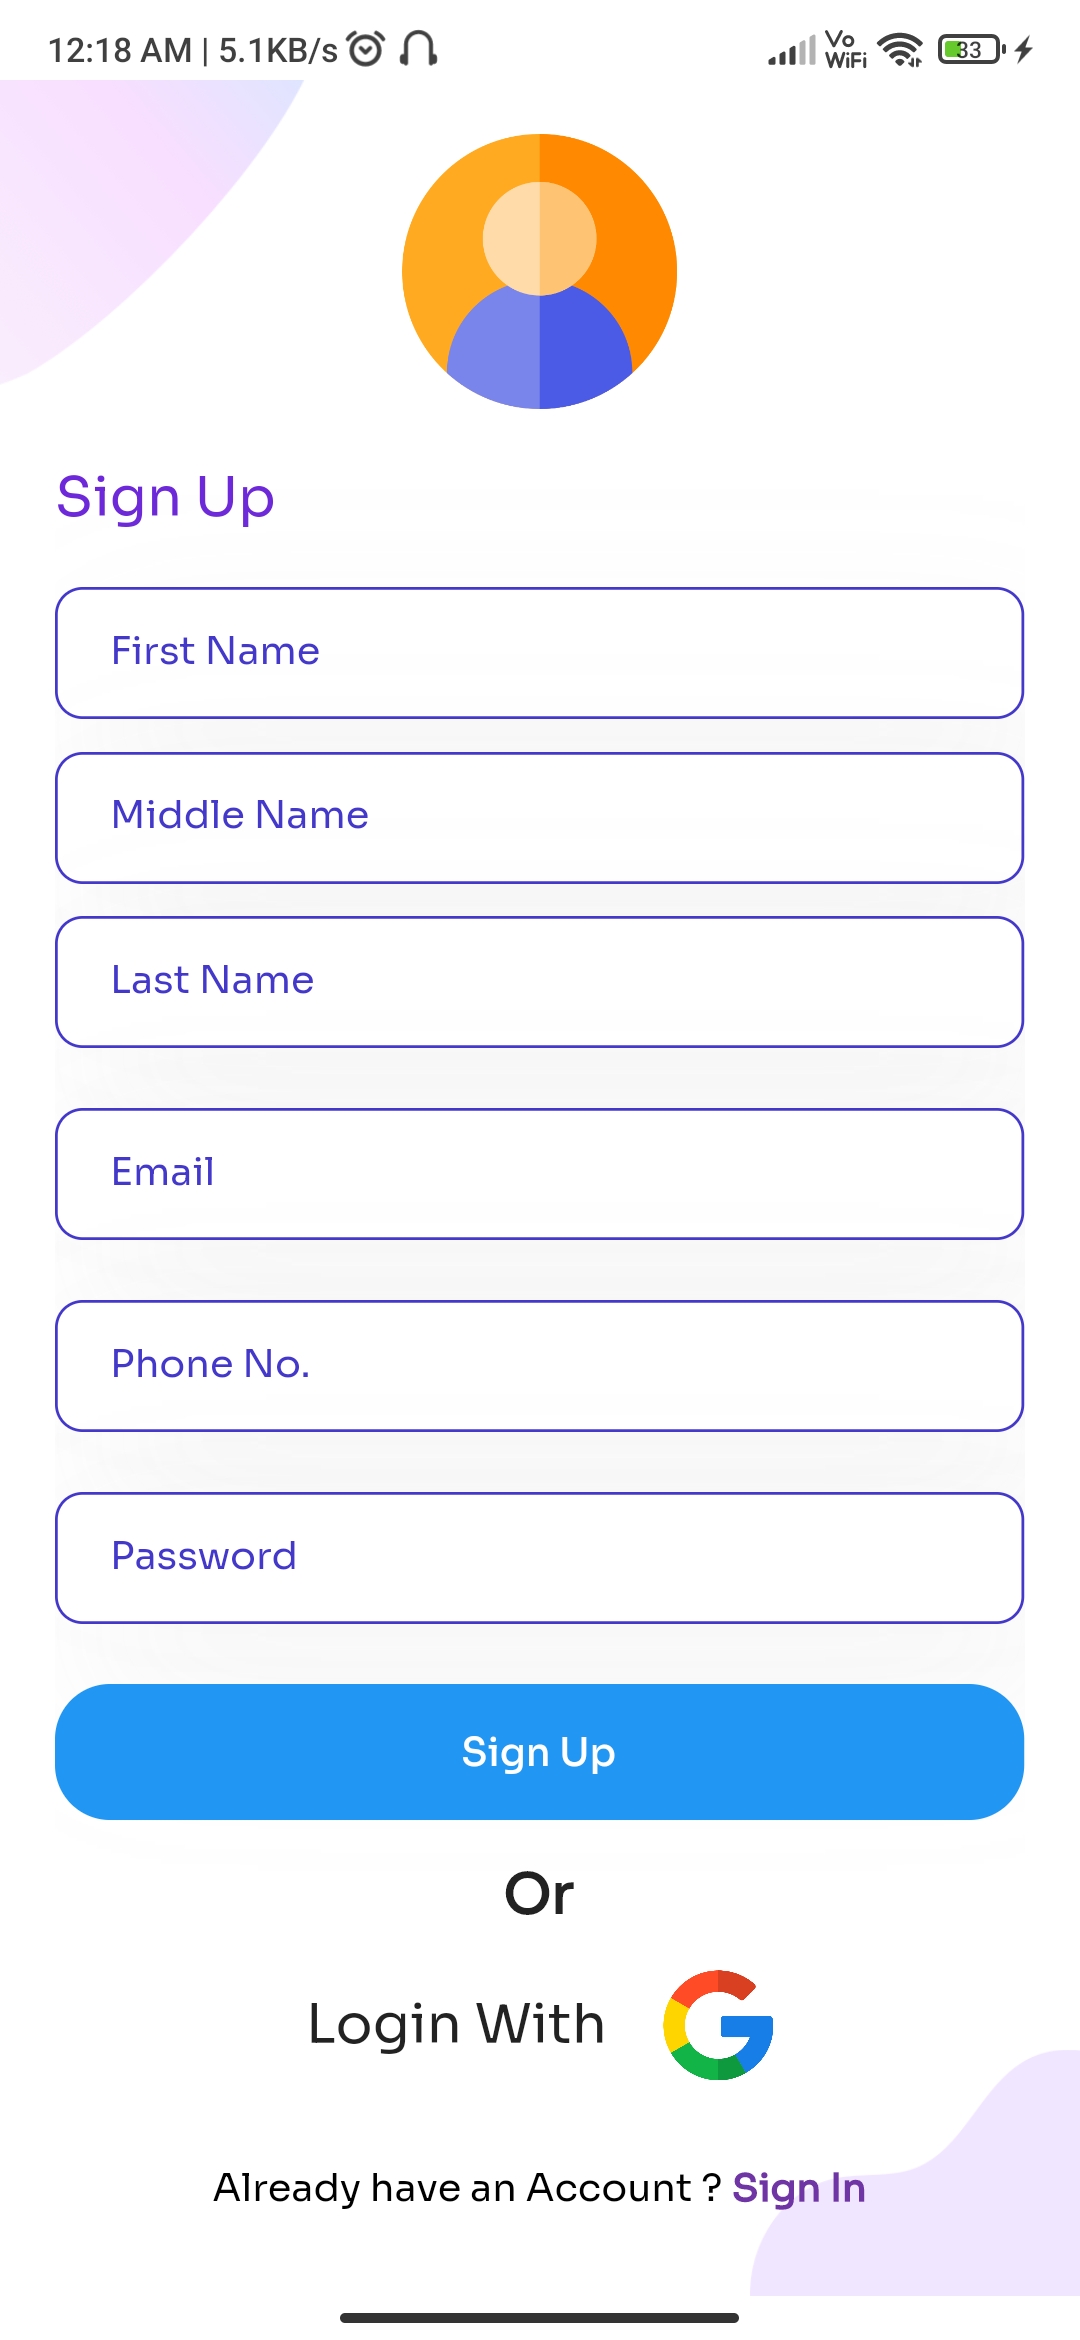 12:18 AM | 5.1KB/s Vo WiFi 33
Sign Up
First Name
Middle Name
Last Name
Email
Phone No.
Password
Sign Up
Or
Login With G
Already have an Account ? Sign In